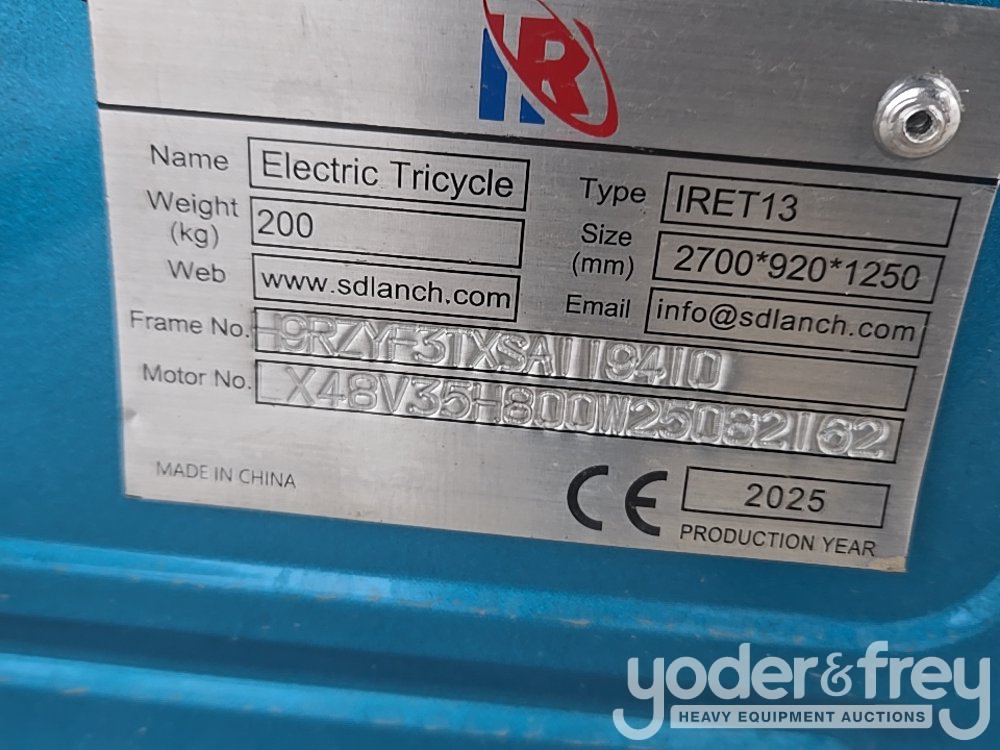 IR
Name Electric Tricycle Type IRET13
Weight (kg) 200 Size (mm) 2700*920*1250
Web www.sdlanch.com Email info@sdlanch.com
Frame No. H9RZYF3TXSA119410
Motor No. LX48V35H800W25082162
MADE IN CHINA CE 2025
PRODUCTION YEAR
yoder&frey
HEAVY EQUIPMENT AUCTIONS